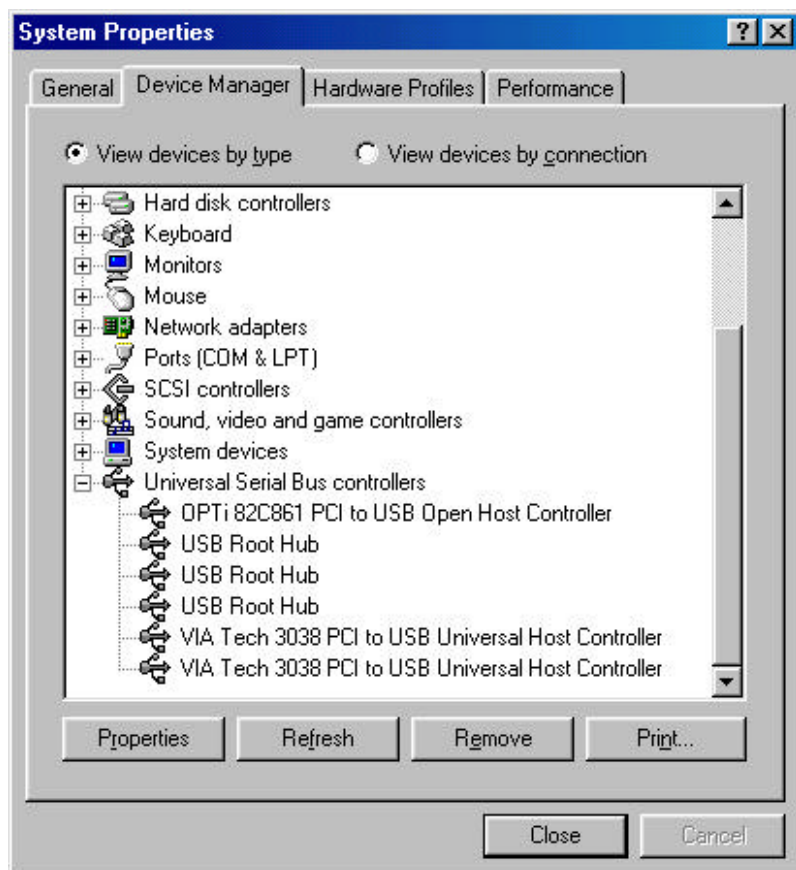 System Properties
General Device Manager Hardware Profiles Performance
View devices by type View devices by connection
Hard disk controllers
Keyboard
Monitors
Mouse
Network adapters
Ports (COM & LPT)
SCSI controllers
Sound, video and game controllers
System devices
Universal Serial Bus controllers
OPTi 82C861 PCI to USB Open Host Controller
USB Root Hub
USB Root Hub
USB Root Hub
VIA Tech 3038 PCI to USB Universal Host Controller
VIA Tech 3038 PCI to USB Universal Host Controller
Properties Refresh Remove Print...
Close Cancel